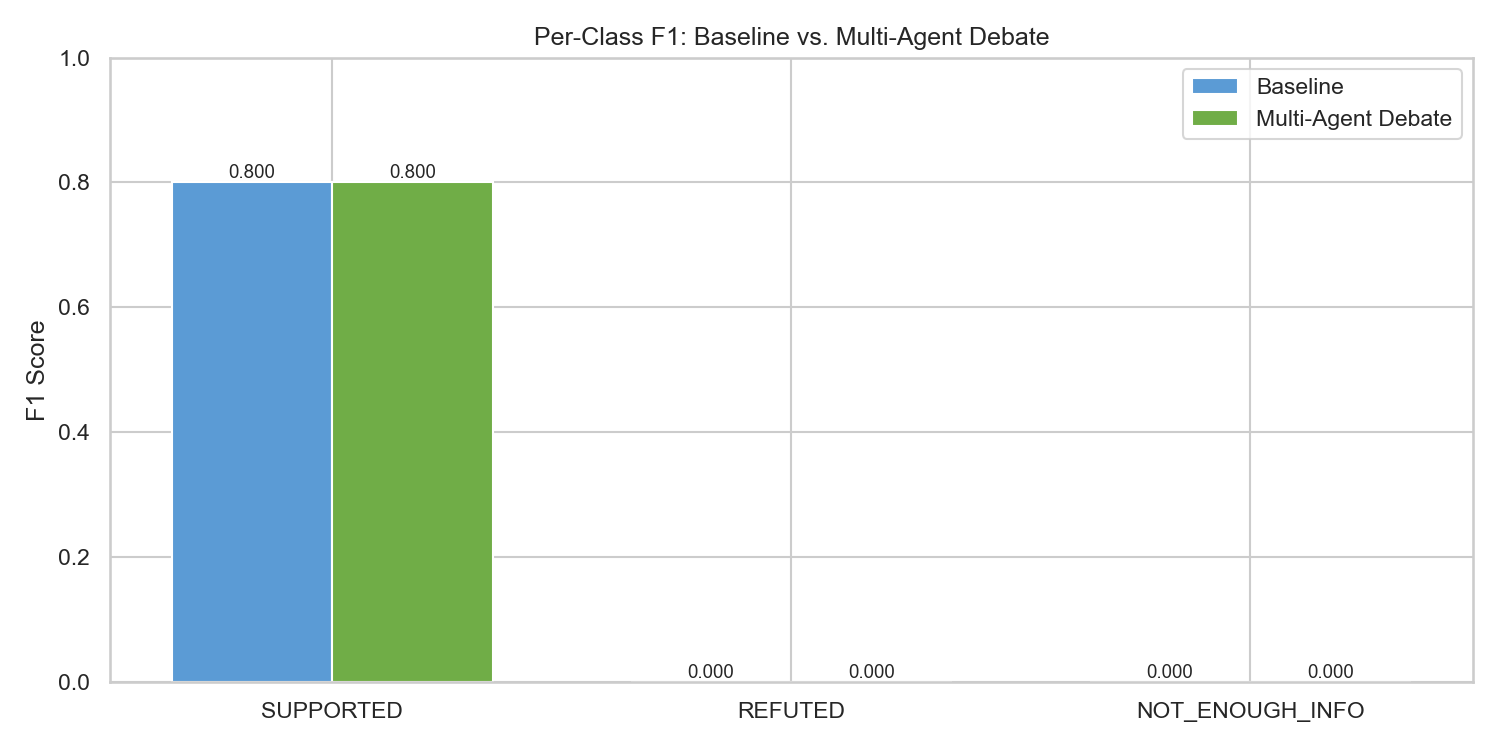 Per-Class F1: Baseline vs. Multi-Agent Debate
1.0
0.8
0.6
0.4
0.2
0.0
F1 Score
Baseline
Multi-Agent Debate
0.800 0.800
0.000 0.000 0.000 0.000
SUPPORTED REFUTED NOT_ENOUGH_INFO